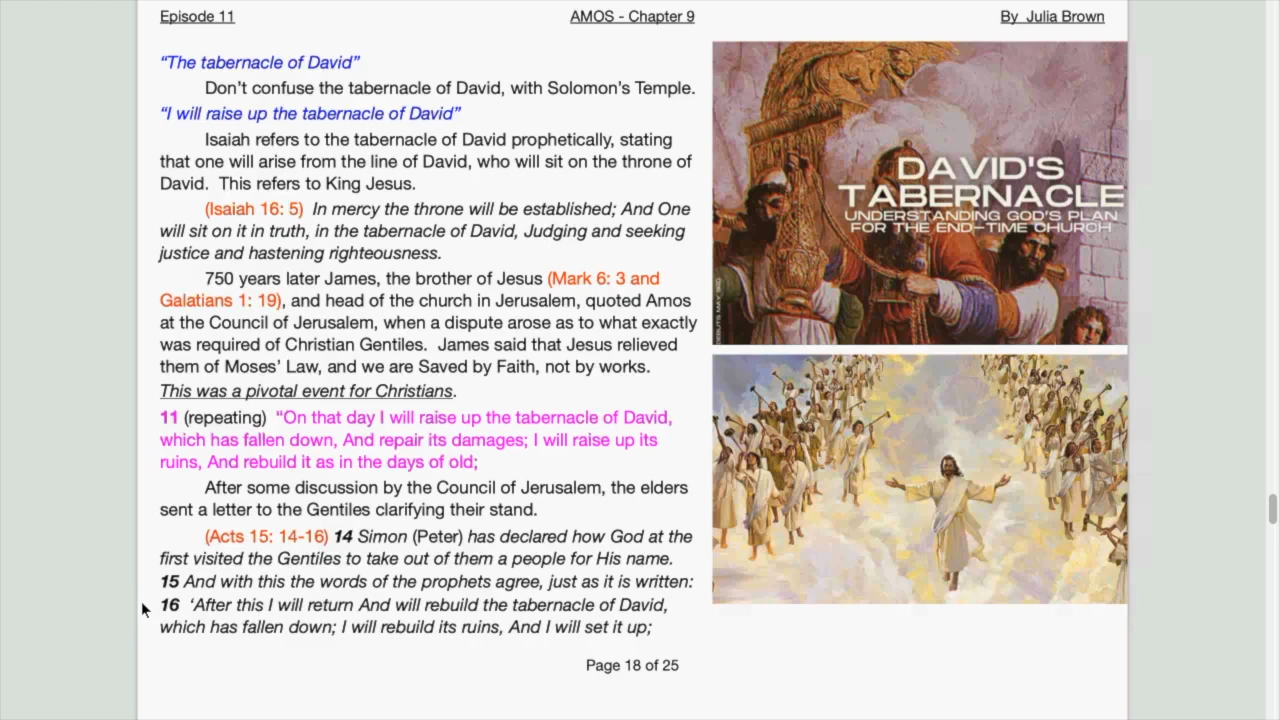 Episode 11
AMOS - Chapter 9
By Julia Brown
“The tabernacle of David”
Don’t confuse the tabernacle of David, with Solomon’s Temple.
“I will raise up the tabernacle of David”
Isaiah refers to the tabernacle of David prophetically, stating
that one will arise from the line of David, who will sit on the throne of
David. This refers to King Jesus.
(Isaiah 16: 5) In mercy the throne will be established; And One
will sit on it in truth, in the tabernacle of David, Judging and seeking
justice and hastening righteousness.
750 years later James, the brother of Jesus (Mark 6: 3 and
Galatians 1: 19), and head of the church in Jerusalem, quoted Amos
at the Council of Jerusalem, when a dispute arose as to what exactly
was required of Christian Gentiles. James said that Jesus relieved
them of Moses’ Law, and we are Saved by Faith, not by works.
This was a pivotal event for Christians.
11 (repeating) “On that day I will raise up the tabernacle of David,
which has fallen down, And repair its damages; I will raise up its
ruins, And rebuild it as in the days of old;
After some discussion by the Council of Jerusalem, the elders
sent a letter to the Gentiles clarifying their stand.
(Acts 15: 14-16) 14 Simon (Peter) has declared how God at the
first visited the Gentiles to take out of them a people for His name.
15 And with this the words of the prophets agree, just as it is written:
16 ‘After this I will return And will rebuild the tabernacle of David,
which has fallen down; I will rebuild its ruins, And I will set it up;
DAVID'S
TABERNACLE
UNDERSTANDING GOD'S PLAN
FOR THE END-TIME CHURCH
Page 18 of 25